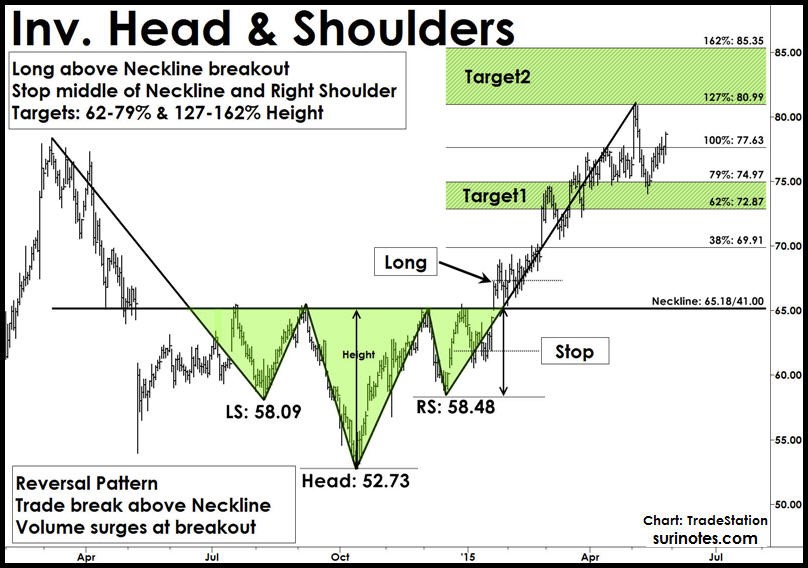 Inv. Head & Shoulders
Long above Neckline breakout
Stop middle of Neckline and Right Shoulder
Targets: 62-79% & 127-162% Height
162%: 85.35
85.00
Target2
127%: 80.99
80.00
100%: 77.63
79%: 74.97
75.00
Target1
62%: 72.87
70.00
38%: 69.91
Long
Neckline: 65.18/41.00
65.00
Height
Stop
60.00
LS: 58.09
RS: 58.48
55.00
Head: 52.73
50.00
Reversal Pattern
Trade break above Neckline
Volume surges at breakout
Chart: TradeStation
surinotes.com
Apr
Jul
Oct
'15
Apr
Jul